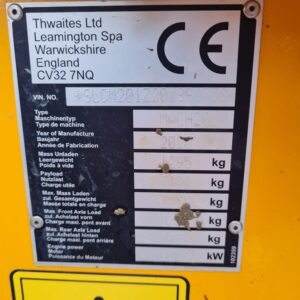 Thwaites Ltd
Leamington Spa
Warwickshire
England
CV32 7NQ
CE
VIN. NO.
Type
Maschinentyp
Type de machine
Year of Manufacture
Baujahr
Année de Fabrication
Mass Unladen
Leergewicht
Poids à vide
kg
Payload
Nutzlast
Charge utile
kg
Max. Mass Laden
zul. Gesamtgewicht
Masse totale en charge
kg
Max. Front Axle Load
zul. Achslast vorn
Charge maxi. pont avant
kg
Max. Rear Axle Load
zul. Achslast hinten
Charge maxi. pont arrière
kg
Engine Power
Motor
Puissance du Moteur
kW